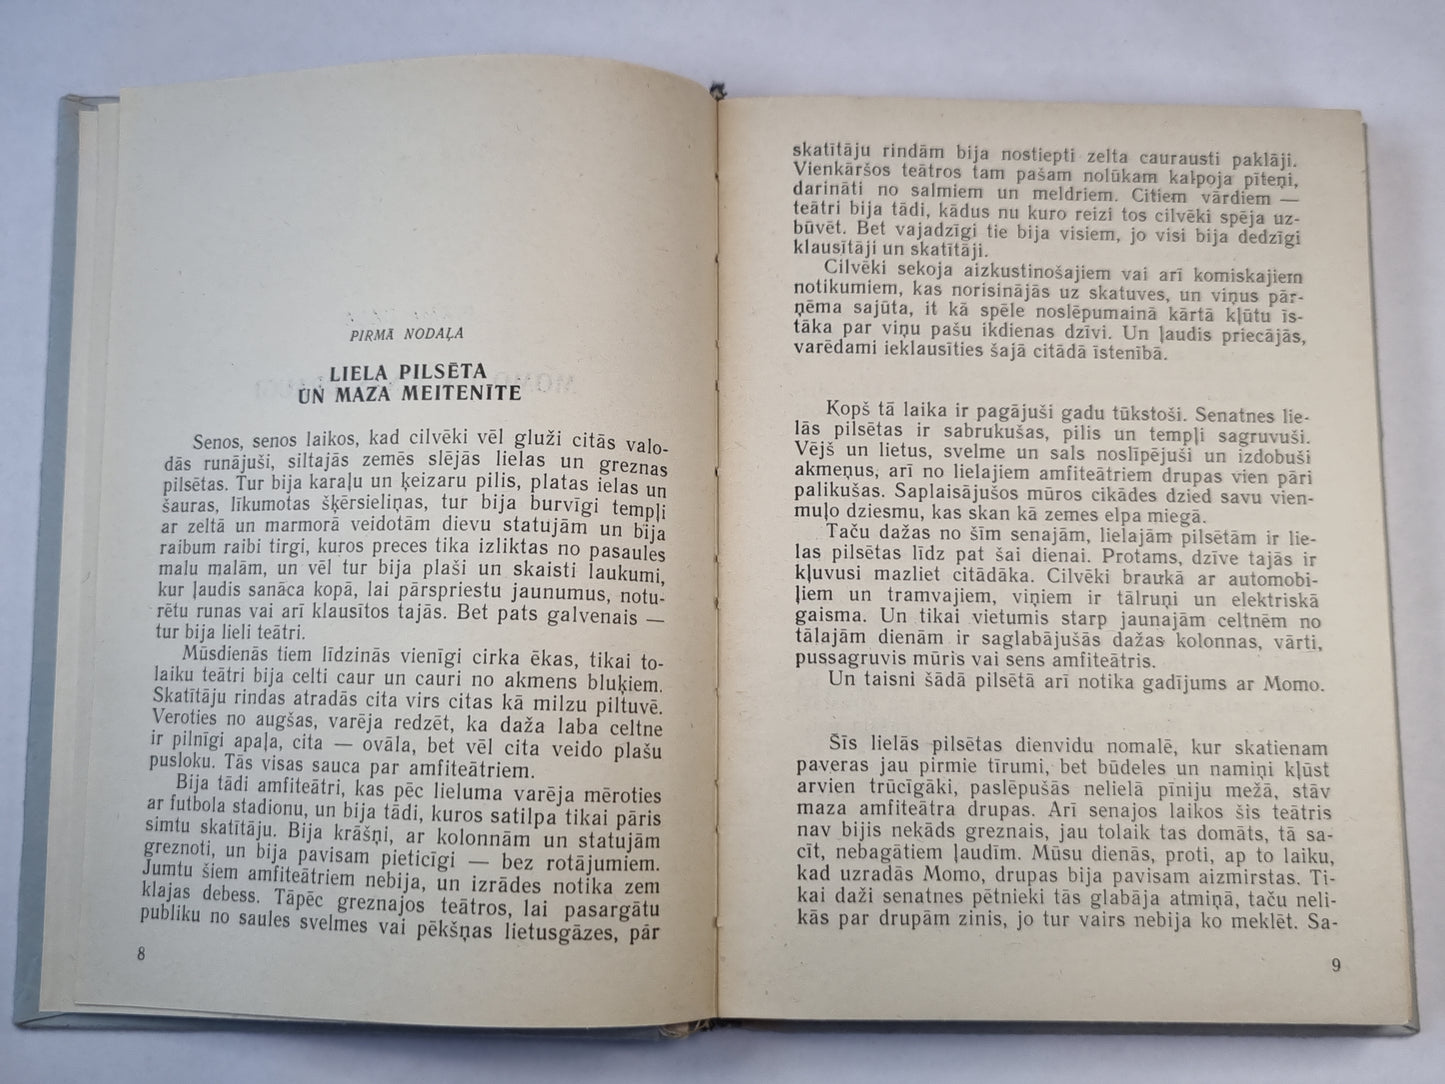 PIRMĀ NODAĻA
LIELA PILSĒTA
UN MAZA MEITENĪTE
Senos, senos laikos, kad cilvēki vēl gluži citās valo-
dās runājuši, siltajās zemēs slējās lielas un greznas
pilsētas. Tur bija karaļu un ķeizaru pilis, platas ielas un
šauras, līkumotas šķērsieliņas, tur bija burvīgi tempļi
ar zeltā un marmorā veidotām dievu statujām un bija
raibum raibi tirgi, kuros preces tika izliktas no pasaules
malu malām, un vēl tur bija plaši un skaisti laukumi,
kur ļaudis sanāca kopā, lai pārspriestu jaunumus, notu-
rētu runas vai arī klausītos tajās. Bet pats galvenais —
tur bija lieli teātri.
Mūsdienās tiem līdzinās vienīgi cirka ēkas, tikai to-
laiku teātri bija celti caur un cauri no akmens bluķiem.
Skatītāju rindas atradās cita virs citas kā milzu piltuvē.
Veroties no augšas, varēja redzēt, ka daža laba celtne
ir pilnīgi apaļa, cita — ovāla, bet vēl cita veido plašu
pusloku. Tās visas sauca par amfiteātriem.
Bija tādi amfiteātri, kas pēc lieluma varēja mēroties
ar futbola stadionu, un bija tādi, kuros satilpa tikai pāris
simtu skatītāju. Bija krāšņi, ar kolonnām un statujām
greznoti, un bija pavisam pieticīgi — bez rotājumiem.
Jumtu šiem amfiteātriem nebija, un izrādes notika zem
klajas debess. Tāpēc greznajos teātros, lai pasargātu
publiku no saules svelmes vai pēkšņas lietusgāzes, pār
8
skatītāju rindām bija nostiepti zelta caurausti paklāji.
Vienkāršos teātros tam pašam nolūkam kalpoja pīteņi,
darināti no salmiem un meldriem. Citiem vārdiem —
teātri bija tādi, kādus nu kuro reizi tos cilvēki spēja uz-
būvēt. Bet vajadzīgi tie bija visiem, jo visi bija dedzīgi
klausītāji un skatītāji.
Cilvēki sekoja aizkustinošajiem vai arī komiskajiem
notikumiem, kas norisinājās uz skatuves, un viņus pār-
ņēma sajūta, it kā spēle noslēpumainā kārtā kļūtu īs-
tāka par viņu pašu ikdienas dzīvi. Un ļaudis priecājās,
varēdami ieklausīties šajā citādā īstenībā.
Kopš tā laika ir pagājuši gadu tūkstoši. Senatnes lie-
lās pilsētas ir sabrukušas, pilis un tempļi sagruvuši.
Vējš un lietus, svelme un sals noslīpējuši un izdobuši
akmeņus, arī no lielajiem amfiteātriem drupas vien pāri
palikušas. Saplaisājušos mūros cikādes dzied savu vien-
muļo dziesmu, kas skan kā zemes elpa miegā.
Taču dažas no šīm senajām, lielajām pilsētām ir lie-
las pilsētas līdz pat šai dienai. Protams, dzīve tajās ir
kļuvusi mazliet citādāka. Cilvēki braukā ar automobi-
ļiem un tramvajiem, viņiem ir tālruņi un elektriskā
gaisma. Un tikai vietumis starp jaunajām celtnēm no
tālajām dienām ir saglabājušās dažas kolonnas, vārti,
pussagruvis mūris vai sens amfiteātris.
Un taisni šādā pilsētā arī notika gadījums ar Momo.
Šīs lielās pilsētas dienvidu nomalē, kur skatienam
paveras jau pirmie tīrumi, bet būdeles un namiņi kļūst
arvien trūcīgāki, paslēpušās nelielā pīniju mežā, stāv
maza amfiteātra drupas. Arī senajos laikos šis teātris
nav bijis nekāds greznais, jau tolaik tas domāts, tā sa-
cīt, nebagātiem ļaudīm. Mūsu dienās, proti, ap to laiku,
kad uzradās Momo, drupas bija pavisam aizmirstas. Ti-
kai daži senatnes pētnieki tās glabāja atmiņā, taču neli-
kās par drupām zinis, jo tur vairs nebija ko meklēt. Sa-
9